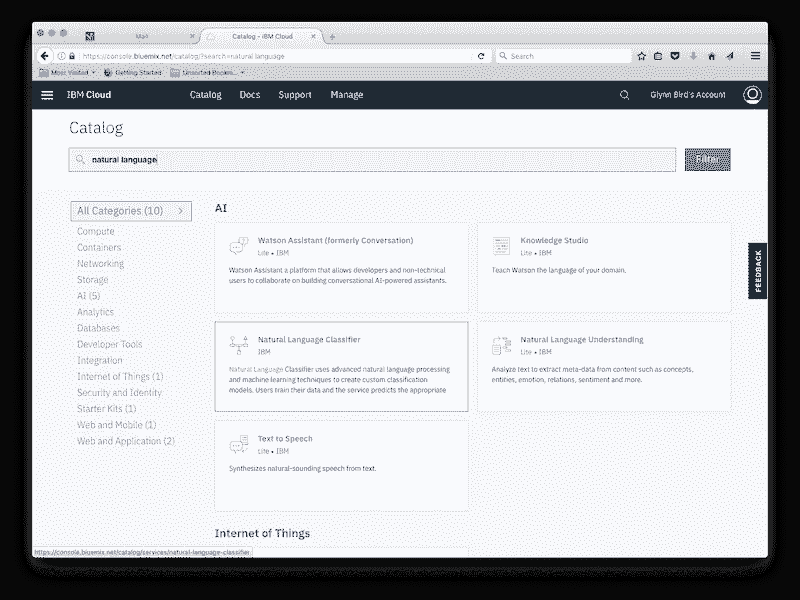 Mail
Catalog - IBM Cloud
https://console.bluemix.net/catalog/?search=natural language
Search
Most Visited
Getting Started
Unsorted Bookm...
IBM Cloud
Catalog
Docs
Support
Manage
Glynn Bird's Account
Catalog
natural language
Filter
All Categories (10)
Compute
Containers
Networking
Storage
AI (5)
Analytics
Databases
Developer Tools
Integration
Internet of Things (1)
Security and Identity
Starter Kits (1)
Web and Mobile (1)
Web and Application (2)
AI
Watson Assistant (formerly Conversation)
Lite • IBM
Watson Assistant a platform that allows developers and non-technical
users to collaborate on building conversational AI-powered assistants.
Knowledge Studio
Lite • IBM
Teach Watson the language of your domain.
Natural Language Classifier
IBM
Natural Language Classifier uses advanced natural language processing
and machine learning techniques to create custom classification
models. Users train their data and the service predicts the appropriate
Natural Language Understanding
Lite • IBM
Analyze text to extract meta-data from content such as concepts,
entities, emotion, relations, sentiment and more.
Text to Speech
Lite • IBM
Synthesizes natural-sounding speech from text.
Internet of Things
FEEDBACK
https://console.bluemix.net/catalog/services/natural-language-classifier